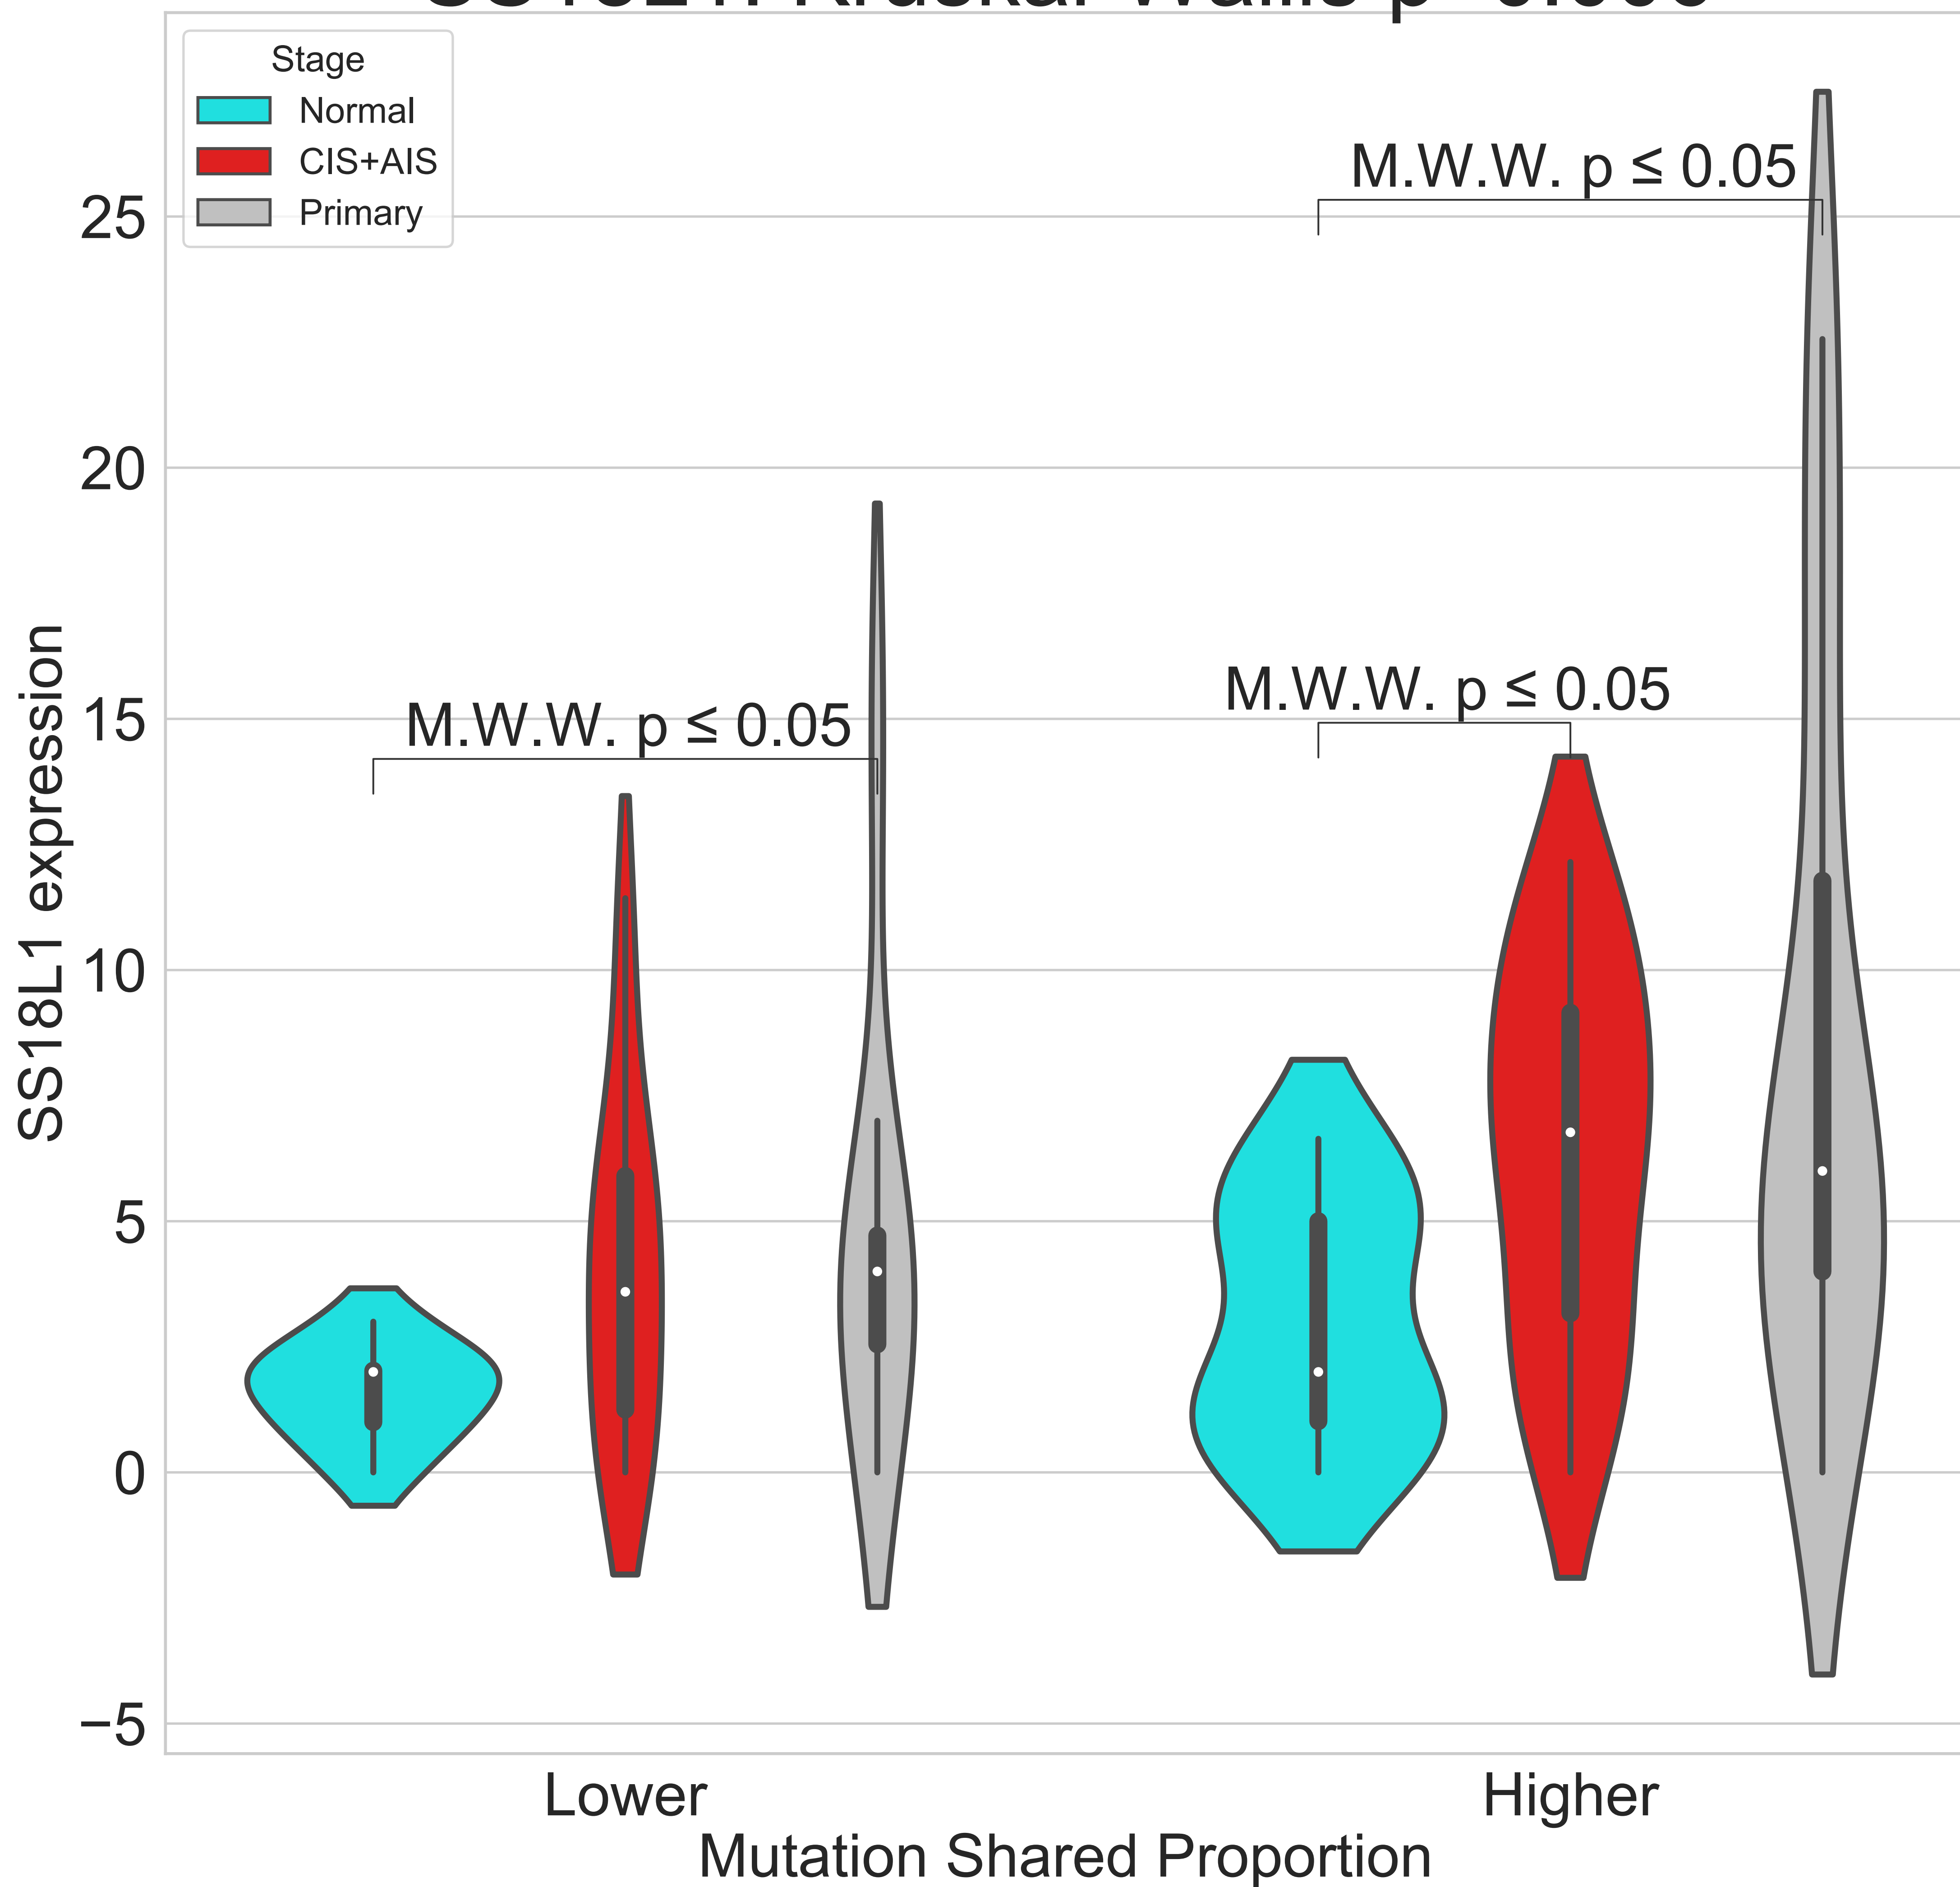 Stage
Normal
CIS+AIS
Primary
M.W.W. p ≤ 0.05
M.W.W. p ≤ 0.05
M.W.W. p ≤ 0.05
25
20
15
10
5
0
−5
SS18L1 expression
Lower
Higher
Mutation Shared Proportion